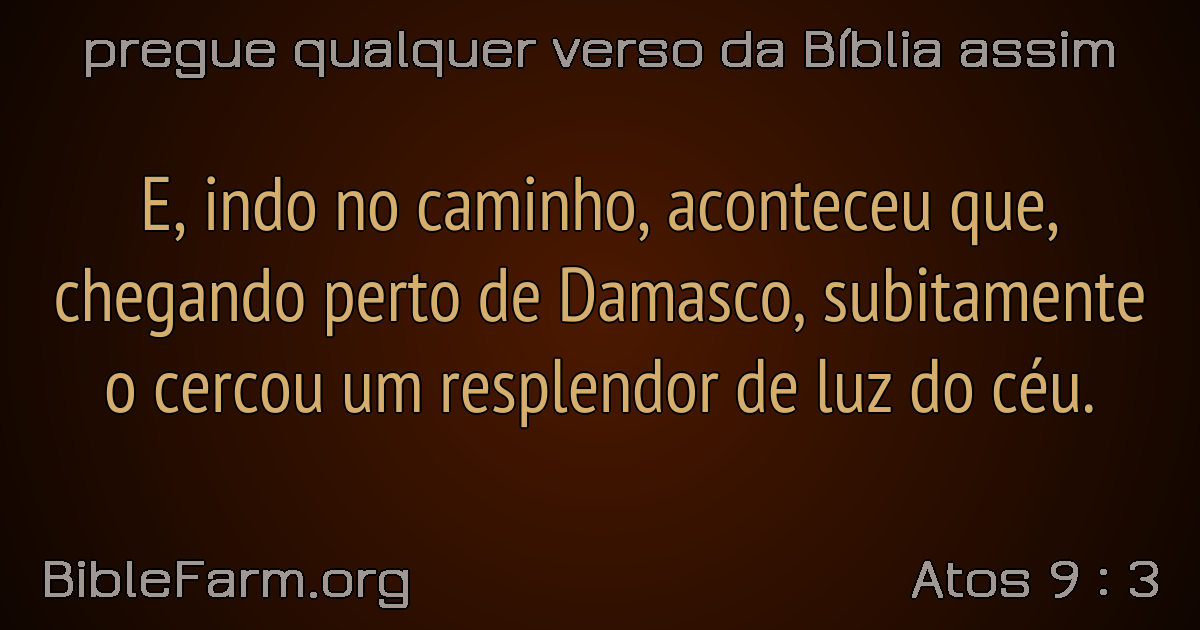 pregue qualquer verso da Bíblia assim
E, indo no caminho, aconteceu que,
chegando perto de Damasco, subitamente
o cercou um resplendor de luz do céu.
BibleFarm.org
Atos 9 : 3